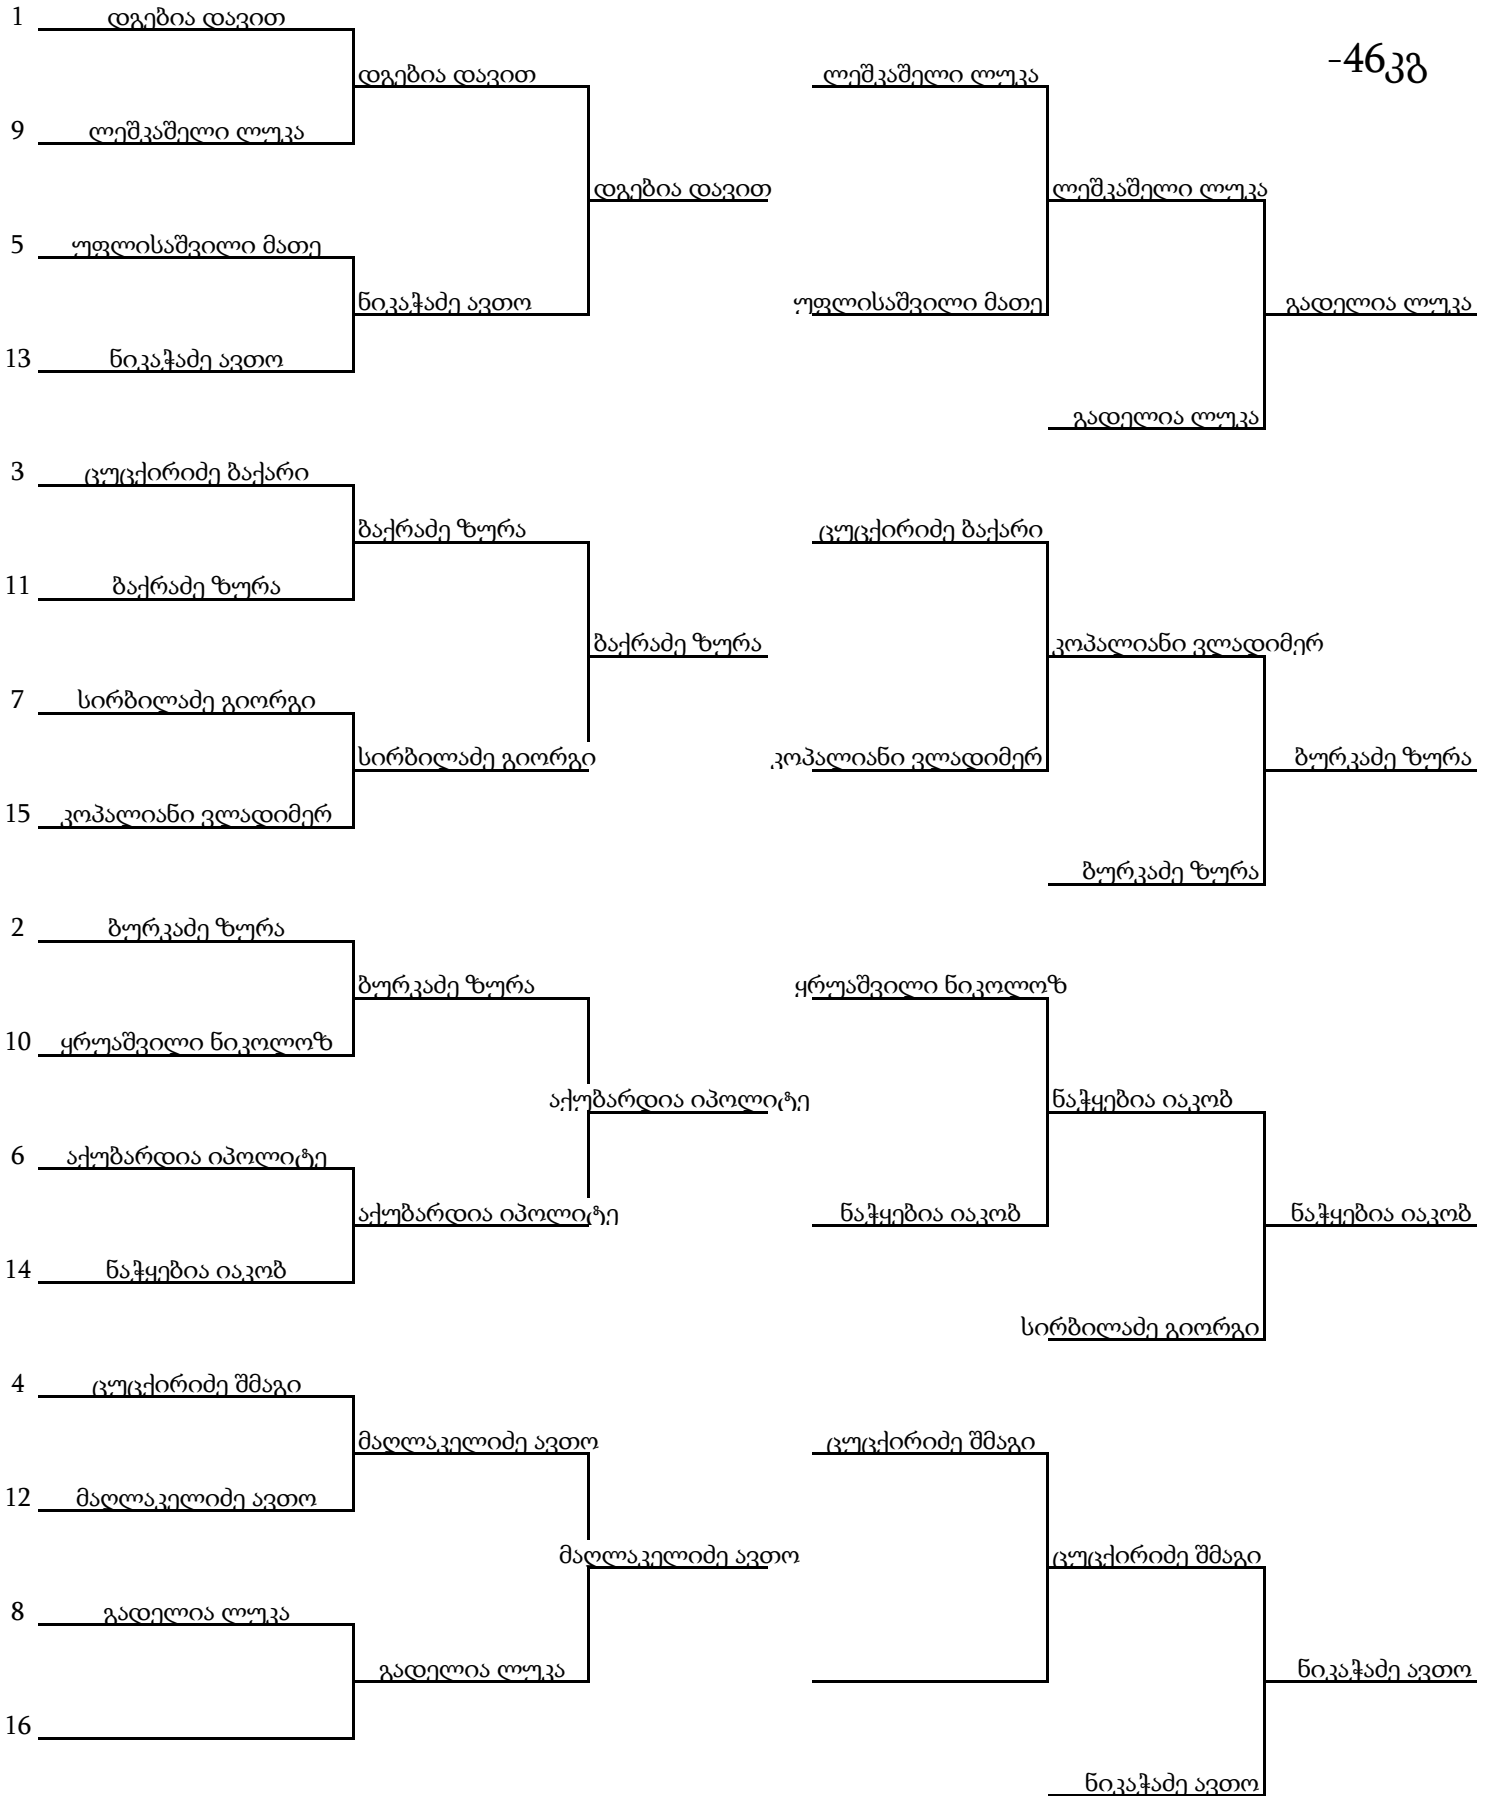 1 დგებია დავით
-46კგ
დგებია დავით
ლეშკაშელი ლუკა
9 ლეშკაშელი ლუკა
დგებია დავით
ლეშკაშელი ლუკა
5 უფლისაშვილი მათე
ნიკაჭაძე ავთო
უფლისაშვილი მათე
გადელია ლუკა
13 ნიკაჭაძე ავთო
გადელია ლუკა
3 ცუცქირიძე ბაქარი
ბაქრაძე ზურა
ცუცქირიძე ბაქარი
11 ბაქრაძე ზურა
ბაქრაძე ზურა
კოპალიანი ვლადიმერ
7 სირბილაძე გიორგი
სირბილაძე გიორგი
კოპალიანი ვლადიმერ
ბურკაძე ზურა
15 კოპალიანი ვლადიმერ
ბურკაძე ზურა
2 ბურკაძე ზურა
ბურკაძე ზურა
ყრუაშვილი ნიკოლოზ
10 ყრუაშვილი ნიკოლოზ
აქუბარდია იპოლიტე
ნაჭყებია იაკობ
6 აქუბარდია იპოლიტე
აქუბარდია იპოლიტე
ნაჭყებია იაკობ
ნაჭყებია იაკობ
14 ნაჭყებია იაკობ
სირბილაძე გიორგი
4 ცუცქირიძე შმაგი
მაღლაკელიძე ავთო
ცუცქირიძე შმაგი
12 მაღლაკელიძე ავთო
მაღლაკელიძე ავთო
ცუცქირიძე შმაგი
8 გადელია ლუკა
გადელია ლუკა
ნიკაჭაძე ავთო
16
ნიკაჭაძე ავთო